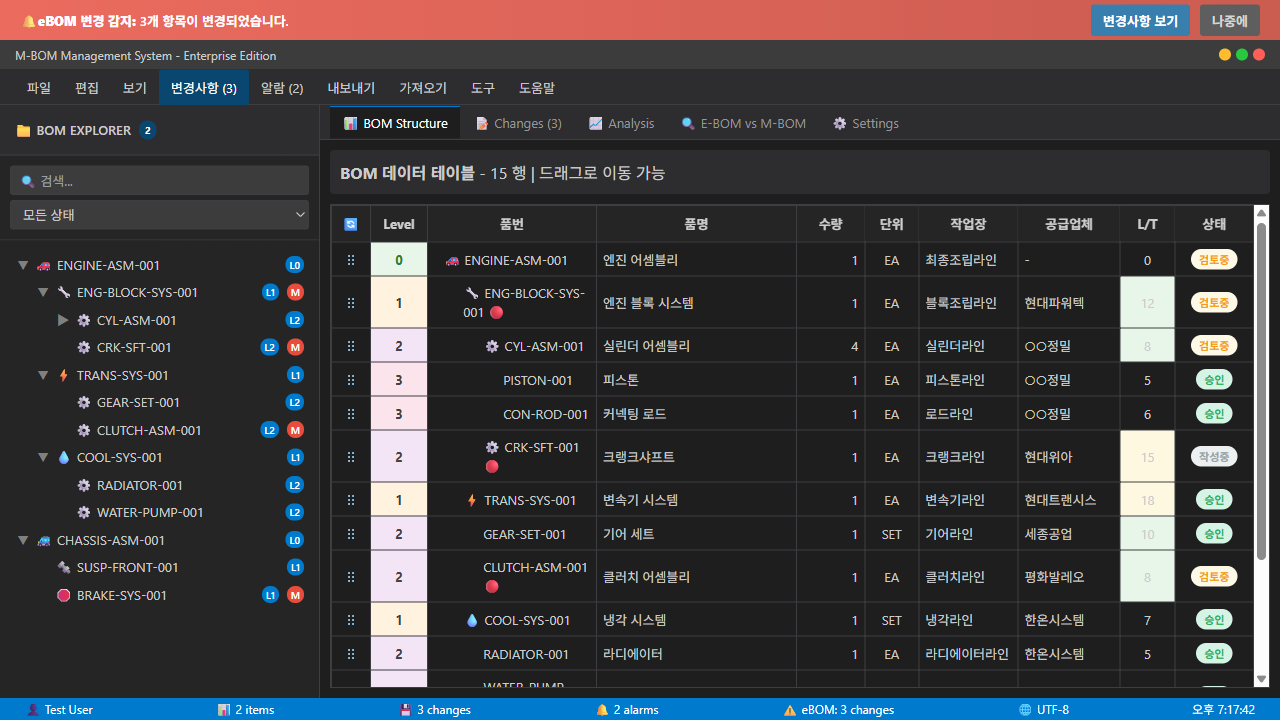 eBOM 변경 감지: 3개 항목이 변경되었습니다.
변경사항 보기
나중에
M-BOM Management System - Enterprise Edition
파일 편집 보기 변경사항 (3) 알람 (2) 내보내기 가져오기 도구 도움말
BOM EXPLORER 2
검색...
모든 상태
ENGINE-ASM-001 L0
ENG-BLOCK-SYS-001 L1 M
CYL-ASM-001 L2
CRK-SFT-001 L2 M
TRANS-SYS-001 L1
GEAR-SET-001 L2
CLUTCH-ASM-001 L2 M
COOL-SYS-001 L1
RADIATOR-001 L2
WATER-PUMP-001 L2
CHASSIS-ASM-001 L0
SUSP-FRONT-001 L1
BRAKE-SYS-001 L1 M
BOM Structure Changes (3) Analysis E-BOM vs M-BOM Settings
BOM 데이터 테이블 - 15 행 | 드래그로 이동 가능
Level 품번 품명 수량 단위 작업장 공급업체 L/T 상태
0 ENGINE-ASM-001 엔진 어셈블리 1 EA 최종조립라인 - 0 검토중
1 ENG-BLOCK-SYS-
001 엔진 블록 시스템 1 EA 블록조립라인 현대파워텍 12 검토중
2 CYL-ASM-001 실린더 어셈블리 4 EA 실린더라인 〇〇정밀 8 검토중
3 PISTON-001 피스톤 1 EA 피스톤라인 〇〇정밀 5 승인
3 CON-ROD-001 커넥팅 로드 1 EA 로드라인 〇〇정밀 6 승인
2 CRK-SFT-001 크랭크샤프트 1 EA 크랭크라인 현대위아 15 작성중
1 TRANS-SYS-001 변속기 시스템 1 EA 변속기라인 현대트랜시스 18 승인
2 GEAR-SET-001 기어 세트 1 SET 기어라인 세종공업 10 승인
2 CLUTCH-ASM-001 클러치 어셈블리 1 EA 클러치라인 평화발레오 8 검토중
1 COOL-SYS-001 냉각 시스템 1 SET 냉각라인 한온시스템 7 승인
2 RADIATOR-001 라디에이터 1 EA 라디에이터라인 한온시스템 5 승인
WATER-PUMP-
Test User 2 items 3 changes 2 alarms eBOM: 3 changes UTF-8 오후 7:17:42